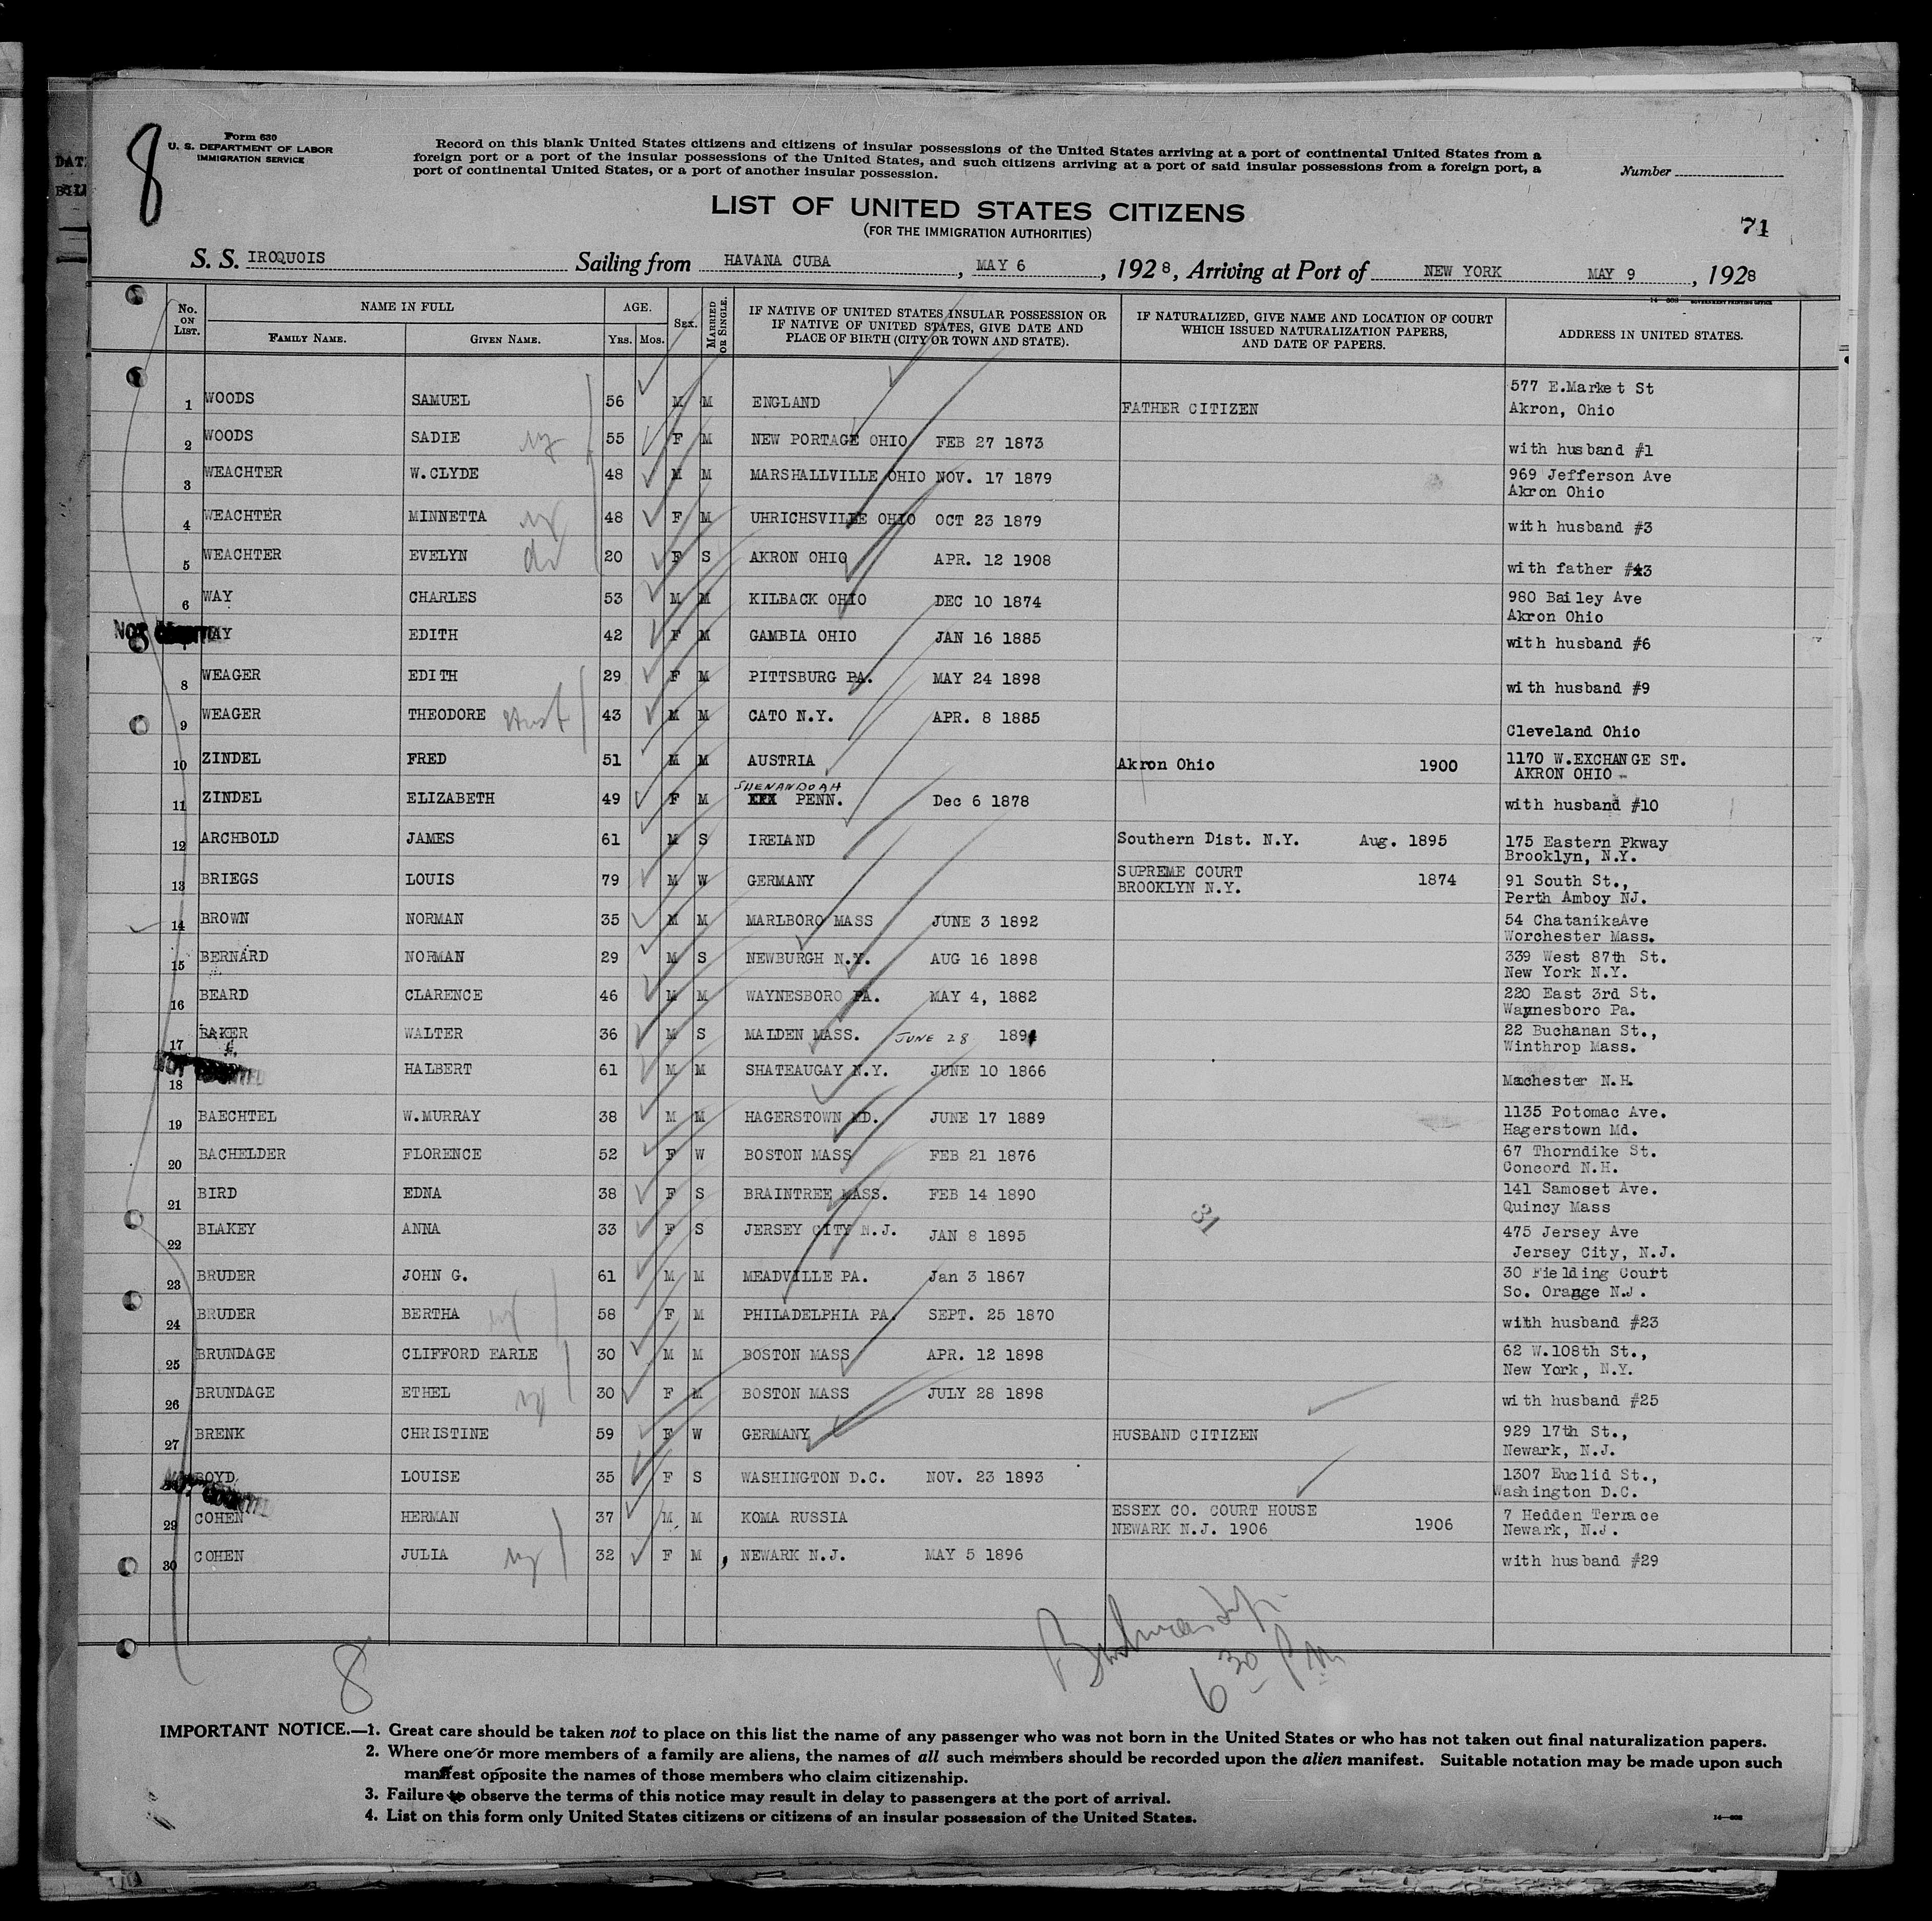 8
Form 630
U. S. DEPARTMENT OF LABOR
IMMIGRATION SERVICE
Record on this blank United States citizens and citizens of insular possessions of the United States arriving at a port of continental United States from a
foreign port or a port of the insular possessions of the United States, and such citizens arriving at a port of said insular possessions from a foreign port, a
port of continental United States, or a port of another insular possession.
Number
LIST OF UNITED STATES CITIZENS
(FOR THE IMMIGRATION AUTHORITIES)
71
S. S. IROQUOIS Sailing from HAVANA CUBA, MAY 6, 1928, Arriving at Port of NEW YORK MAY 9, 1928
No. ON LIST. NAME IN FULL FAMILY NAME. GIVEN NAME. AGE. Yrs. Mos. SEX. MARRIED OR SINGLE. IF NATIVE OF UNITED STATES INSULAR POSSESSION OR IF NATIVE OF UNITED STATES, GIVE DATE AND PLACE OF BIRTH (CITY OR TOWN AND STATE). IF NATURALIZED, GIVE NAME AND LOCATION OF COURT WHICH ISSUED NATURALIZATION PAPERS, AND DATE OF PAPERS. ADDRESS IN UNITED STATES.
1 WOODS SAMUEL 56 M M ENGLAND FATHER CITIZEN 577 E.Market St
Akron, Ohio
2 WOODS SADIE 55 F M NEW PORTAGE OHIO FEB 27 1873 with husband #1
3 WEACHTER W.CLYDE 48 M M MARSHALLVILLE OHIO NOV. 17 1879 969 Jefferson Ave
Akron Ohio
4 WEACHTER MINNETTA 48 F M UHRICHSVILLE OHIO OCT 23 1879 with husband #3
5 WEACHTER EVELYN 20 F S AKRON OHIO APR. 12 1908 with father #3
6 WAY CHARLES 53 M M KILBACK OHIO DEC 10 1874 980 Bailey Ave
Akron Ohio
NOT AY EDITH 42 F M GAMBIA OHIO JAN 16 1885 with husband #6
8 WEAGER EDITH 29 F M PITTSBURG PA. MAY 24 1898 with husband #9
9 WEAGER THEODORE 43 M M CATO N.Y. APR. 8 1885 Cleveland Ohio
10 ZINDEL FRED 51 M M AUSTRIA Akron Ohio 1900 1170 W.EXCHANGE ST.
AKRON OHIO
11 ZINDEL ELIZABETH 49 F M SHENANDOAH PENN. Dec 6 1878 with husband #10
12 ARCHBOLD JAMES 61 M S IRELAND Southern Dist. N.Y. Aug. 1895 175 Eastern Pkway
Brooklyn, N.Y.
13 BRIEGS LOUIS 79 M W GERMANY SUPREME COURT
BROOKLYN N.Y. 1874 91 South St.,
Perth Amboy NJ.
14 BROWN NORMAN 35 M M MARLBORO MASS JUNE 3 1892 54 ChatanikaAve
Worchester Mass.
15 BERNARD NORMAN 29 M S NEWBURGH N.Y. AUG 16 1898 339 West 87th St.
New York N.Y.
16 BEARD CLARENCE 46 M M WAYNESBORO PA. MAY 4, 1882 220 East 3rd St.
Waynesboro Pa.
17 BAKER WALTER 36 M S MALDEN MASS. JUNE 28 1891 22 Buchanan St.,
Winthrop Mass.
NOT COUNTED
18 HALBERT 61 M M SHATEAUGAY N.Y. JUNE 10 1866 Machester N.H.
19 BAECHTEL W.MURRAY 38 M M HAGERSTOWN MD. JUNE 17 1889 1135 Potomac Ave.
Hagerstown Md.
20 BACHELDER FLORENCE 52 F W BOSTON MASS FEB 21 1876 67 Thorndike St.
Concord N.H.
21 BIRD EDNA 38 F S BRAINTREE MASS. FEB 14 1890 141 Samoset Ave.
Quincy Mass
31
22 BLAKEY ANNA 33 F S JERSEY CITY N.J. JAN 8 1895 475 Jersey Ave
Jersey City, N.J.
23 BRUDER JOHN G. 61 M M MEADVILLE PA. Jan 3 1867 30 Fielding Court
So. Orange N.J.
24 BRUDER BERTHA 58 F M PHILADELPHIA PA. SEPT. 25 1870 with husband #23
25 BRUNDAGE CLIFFORD EARLE 30 M M BOSTON MASS APR. 12 1898 62 W.108th St.,
New York, N.Y.
26 BRUNDAGE ETHEL 30 F M BOSTON MASS JULY 28 1898 with husband #25
27 BRENK CHRISTINE 59 F W GERMANY HUSBAND CITIZEN 929 17th St.,
Newark, N.J.
NOT COUNTED
BOYD LOUISE 35 F S WASHINGTON D.C. NOV. 23 1893 1307 Euclid St.,
Washington D.C.
29 COHEN HERMAN 37 M M KOMA RUSSIA ESSEX CO. COURT HOUSE
NEWARK N.J. 1906 1906 7 Hedden Terrace
Newark, N.J.
30 COHEN JULIA 32 F M NEWARK N.J. MAY 5 1896 with husband #29
8
6 30 P.M.
IMPORTANT NOTICE.—1. Great care should be taken not to place on this list the name of any passenger who was not born in the United States or who has not taken out final naturalization papers.
2. Where one or more members of a family are aliens, the names of all such members should be recorded upon the alien manifest. Suitable notation may be made upon such
manifest opposite the names of those members who claim citizenship.
3. Failure to observe the terms of this notice may result in delay to passengers at the port of arrival.
4. List on this form only United States citizens or citizens of an insular possession of the United States.